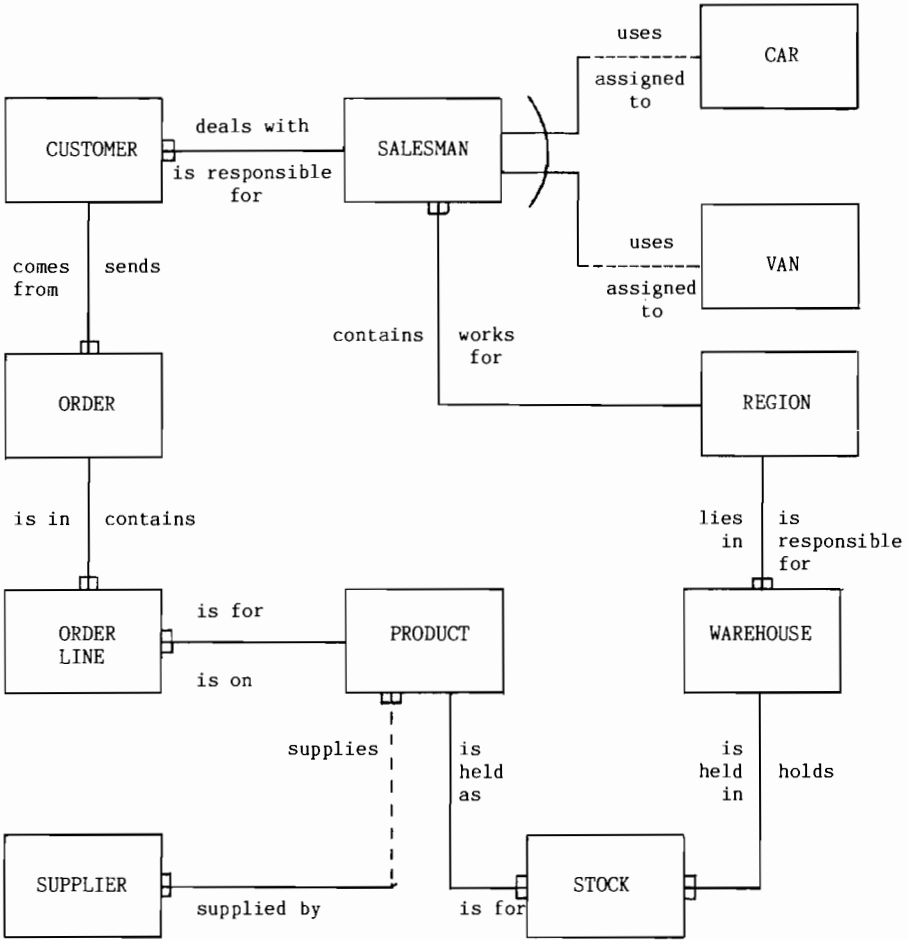 uses
CAR
assigned
to
CUSTOMER
deals with
SALESMAN
is responsible
for
uses
VAN
assigned
to
comes
from
sends
contains
works
for
ORDER
REGION
is in
contains
lies
in
is
responsible
for
ORDER
LINE
is for
is on
PRODUCT
WAREHOUSE
supplies
is
held
as
is
held
in
holds
SUPPLIER
supplied by
is for
STOCK